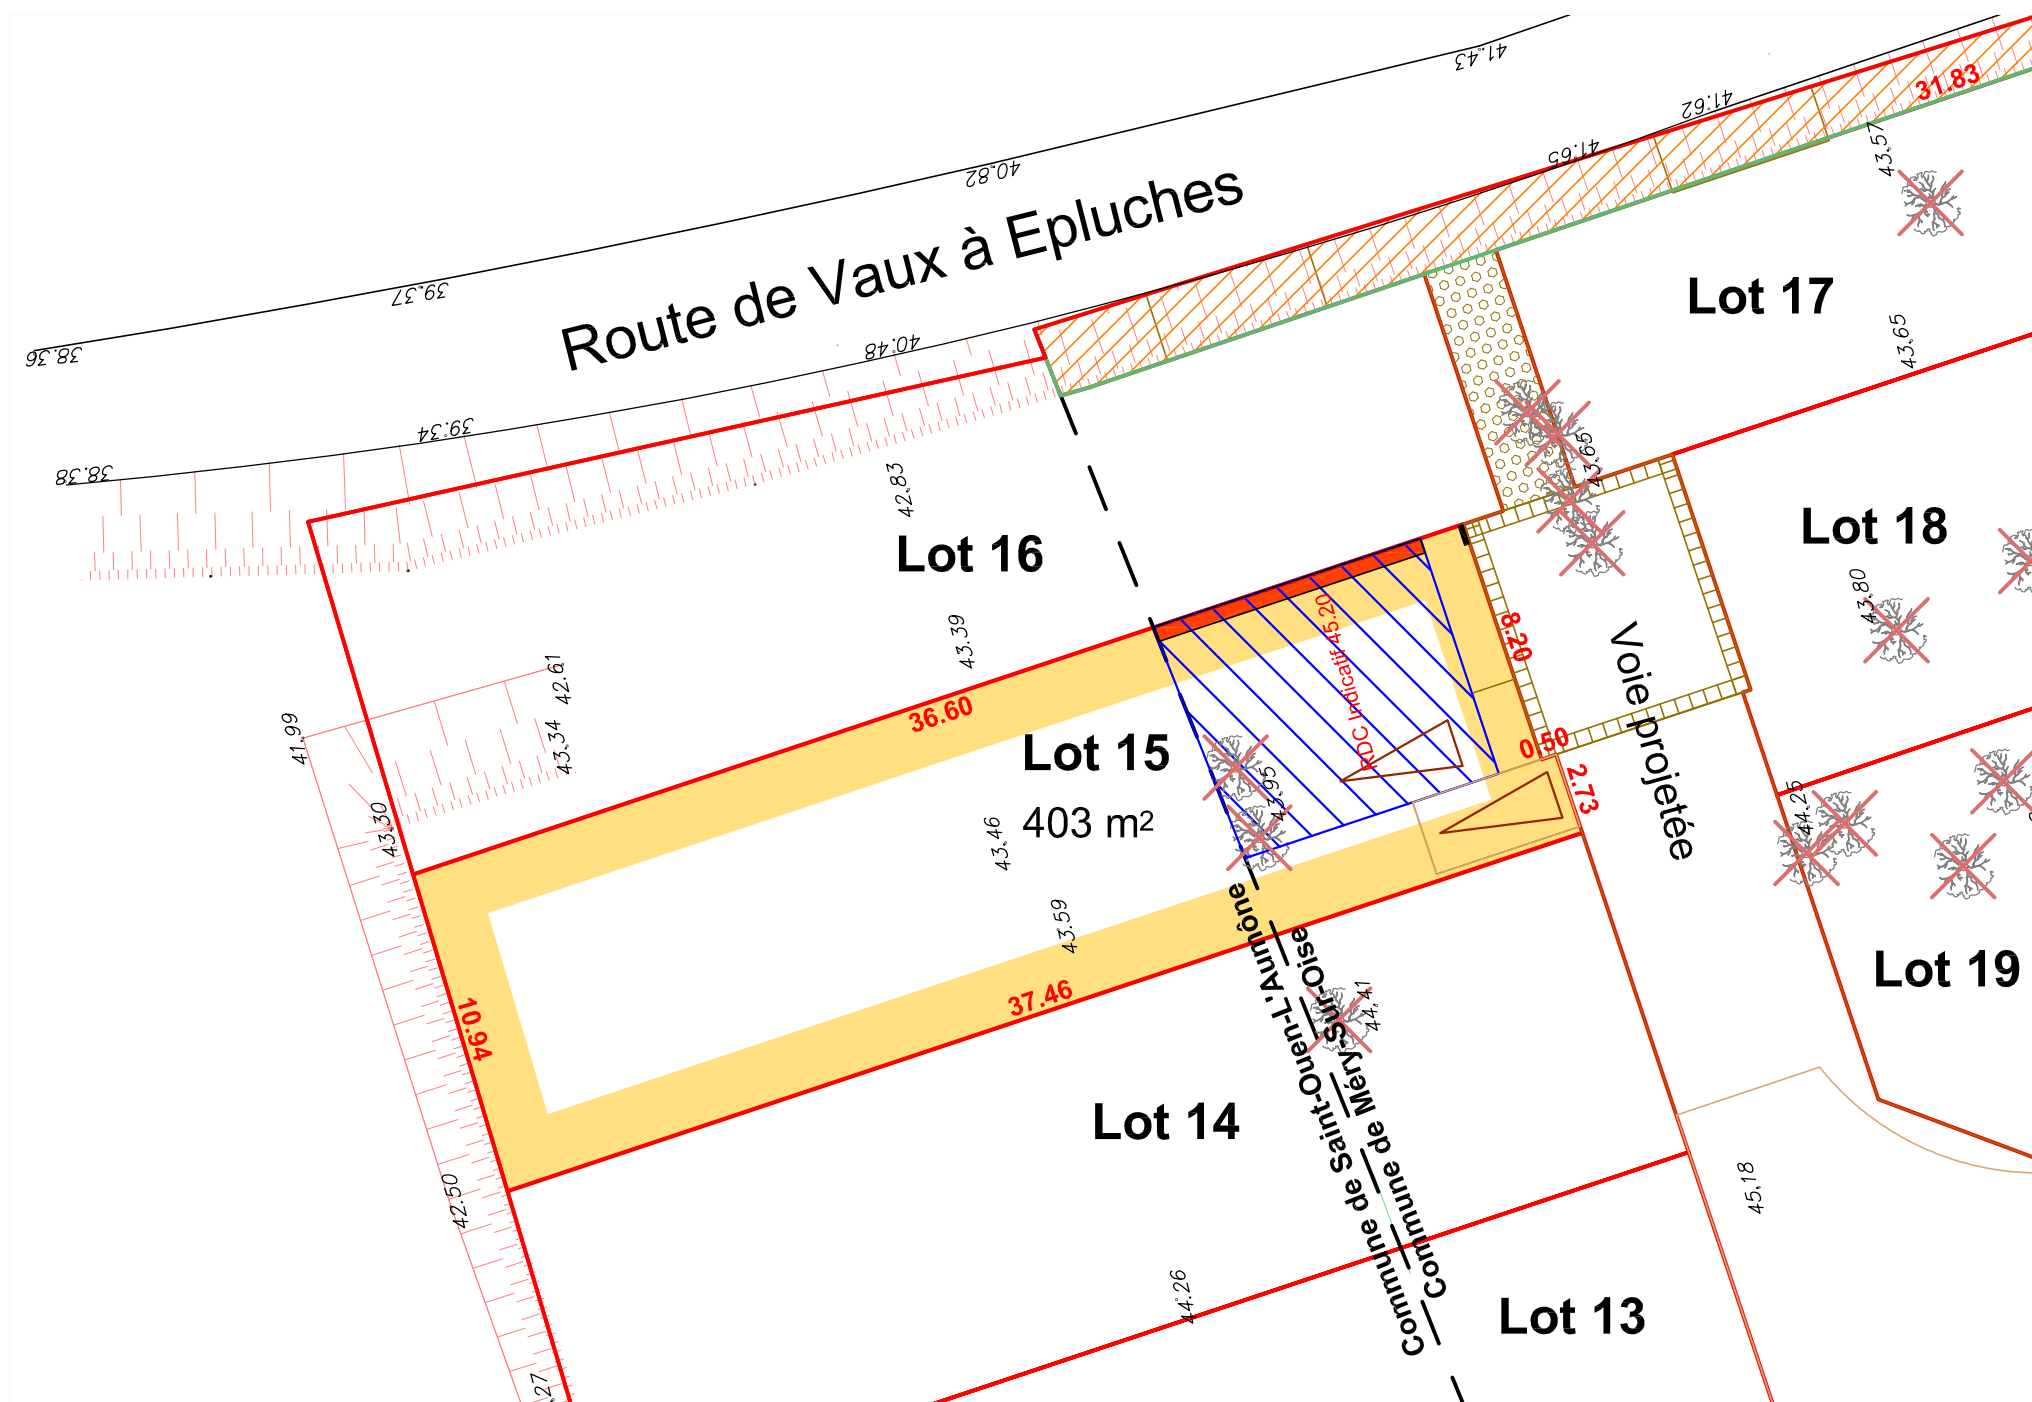 41.43
31.83
41.62
40.82
41.65
43.57
Route de Vaux à Epluches
39.37
Lot 17
38.36
40.48
43.65
39.34
38.38
42.83
43.65
Lot 16
Lot 18
43.80
43.39
RDC Indicatif 45.20
8.20
Voie projetée
42.61
36.60
41.99
43.34
Lot 15
0.50
43.95
2.73
44.25
43.30
43.46
403 m2
43.59
Lot 19
37.46
44.41
10.94
Lot 14
Commune de Saint-Ouen-L'Aumône
Commune de Méry-Sur-Oise
42.50
45.18
44.26
Lot 13
.27